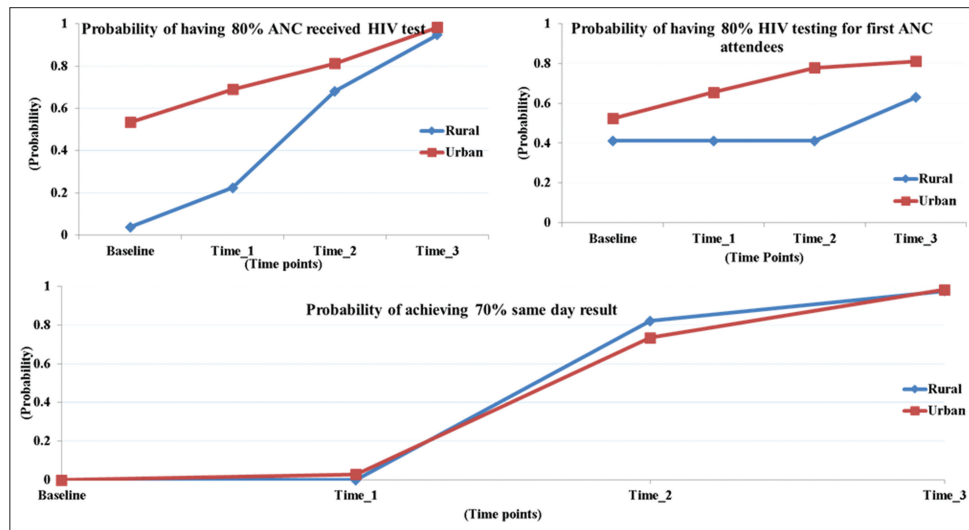 Probability of having 80% ANC received HIV test
1
0.8
0.6
0.4
0.2
0
(Probability)
Rural
Urban
Baseline
Time_1
Time_2
Time_3
(Time points)
Probability of having 80% HIV testing for first ANC
attendees
1
0.8
0.6
0.4
0.2
0
(Probability)
Rural
Urban
Baseline
Time_1
Time_2
Time_3
(Time Points)
Probability of achieving 70% same day result
1
0.8
0.6
0.4
0.2
0
(Probability)
Rural
Urban
Baseline
Time_1
Time_2
Time_3
(Time points)